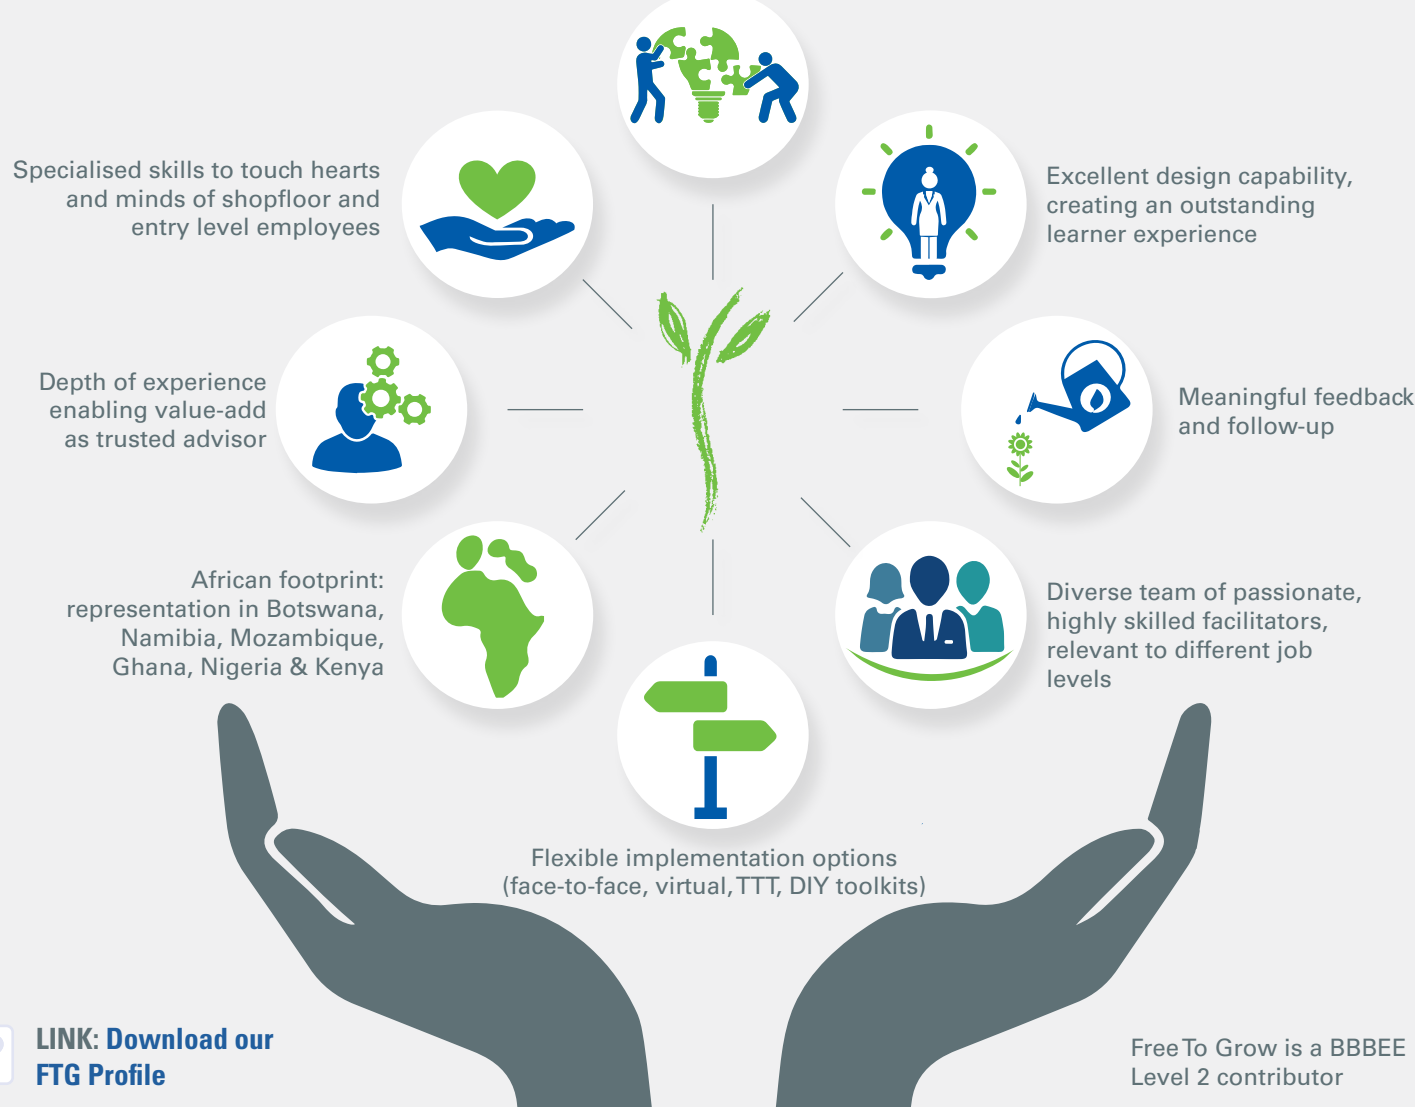 Specialised skills to touch hearts
and minds of shopfloor and
entry level employees
Excellent design capability,
creating an outstanding
learner experience
Depth of experience
enabling value-add
as trusted advisor
Meaningful feedback
and follow-up
African footprint:
representation in Botswana,
Namibia, Mozambique,
Ghana, Nigeria & Kenya
Diverse team of passionate,
highly skilled facilitators,
relevant to different job
levels
Flexible implementation options
(face-to-face, virtual, TTT, DIY toolkits)
LINK: Download our
FTG Profile
Free To Grow is a BBBEE
Level 2 contributor